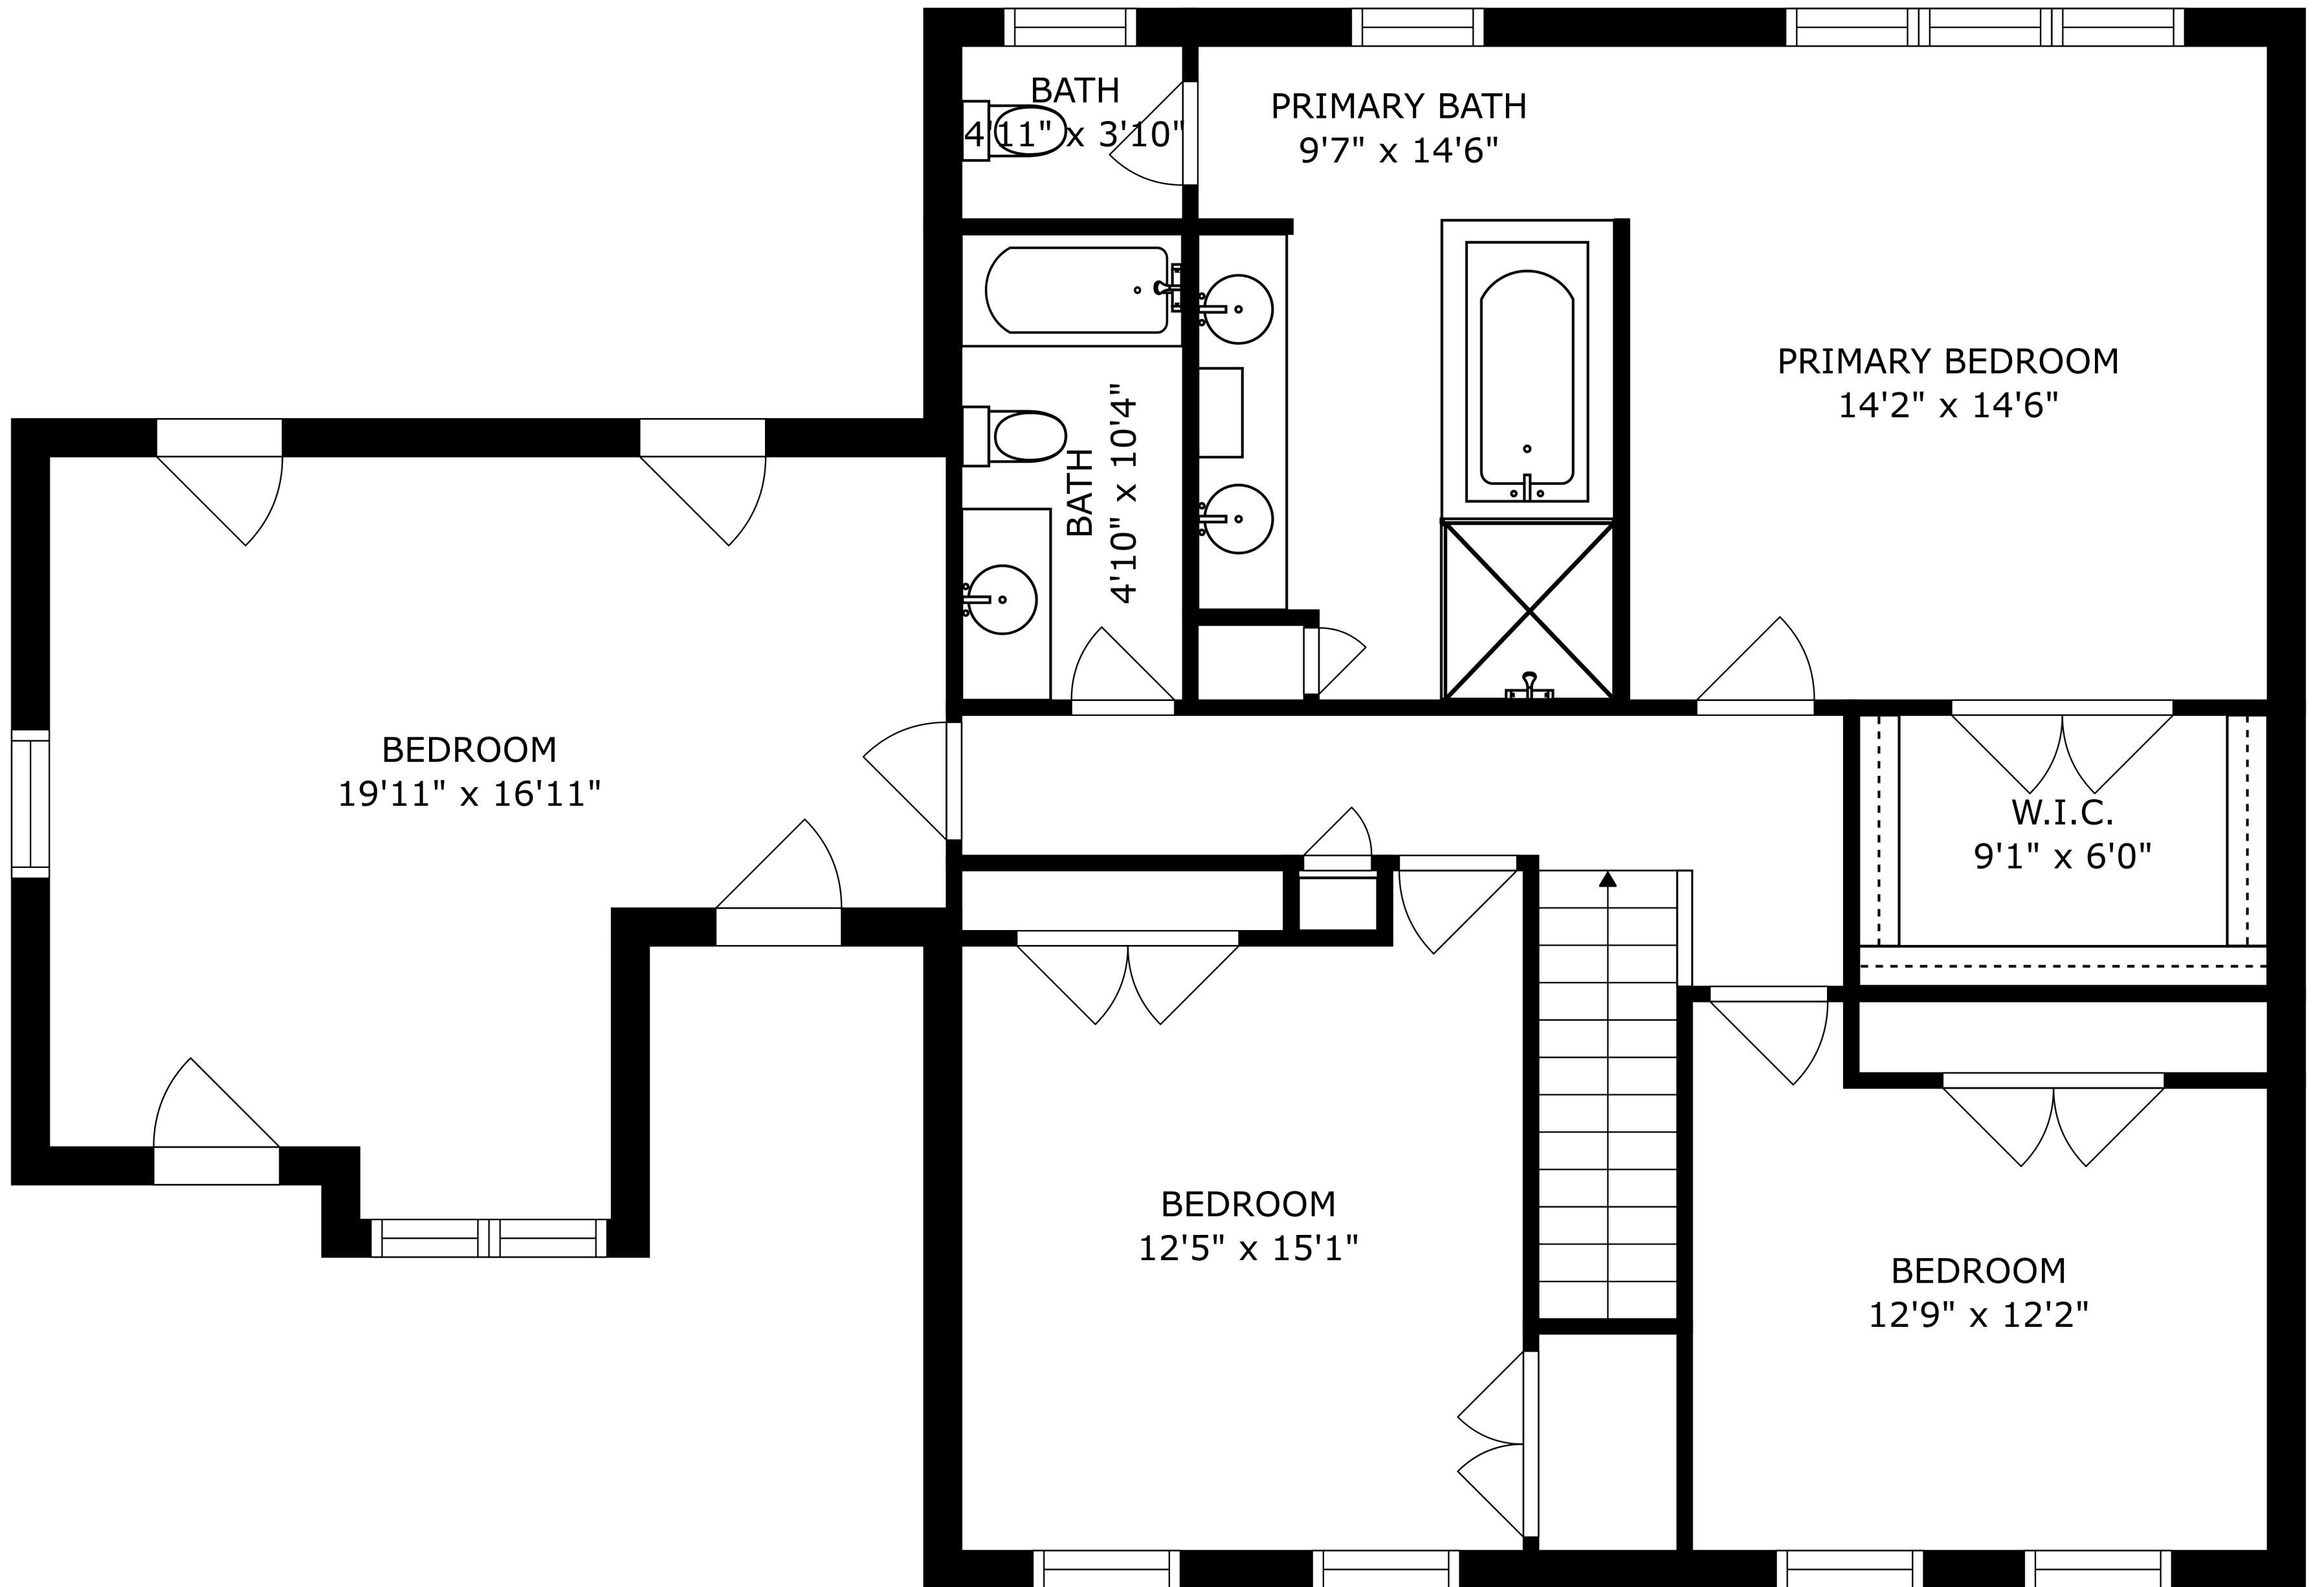 BATH
4'11" x 3'10"
PRIMARY BATH
9'7" x 14'6"
PRIMARY BEDROOM
14'2" x 14'6"
BATH
4'10" x 10'4"
BEDROOM
19'11" x 16'11"
W.I.C.
9'1" x 6'0"
BEDROOM
12'5" x 15'1"
BEDROOM
12'9" x 12'2"